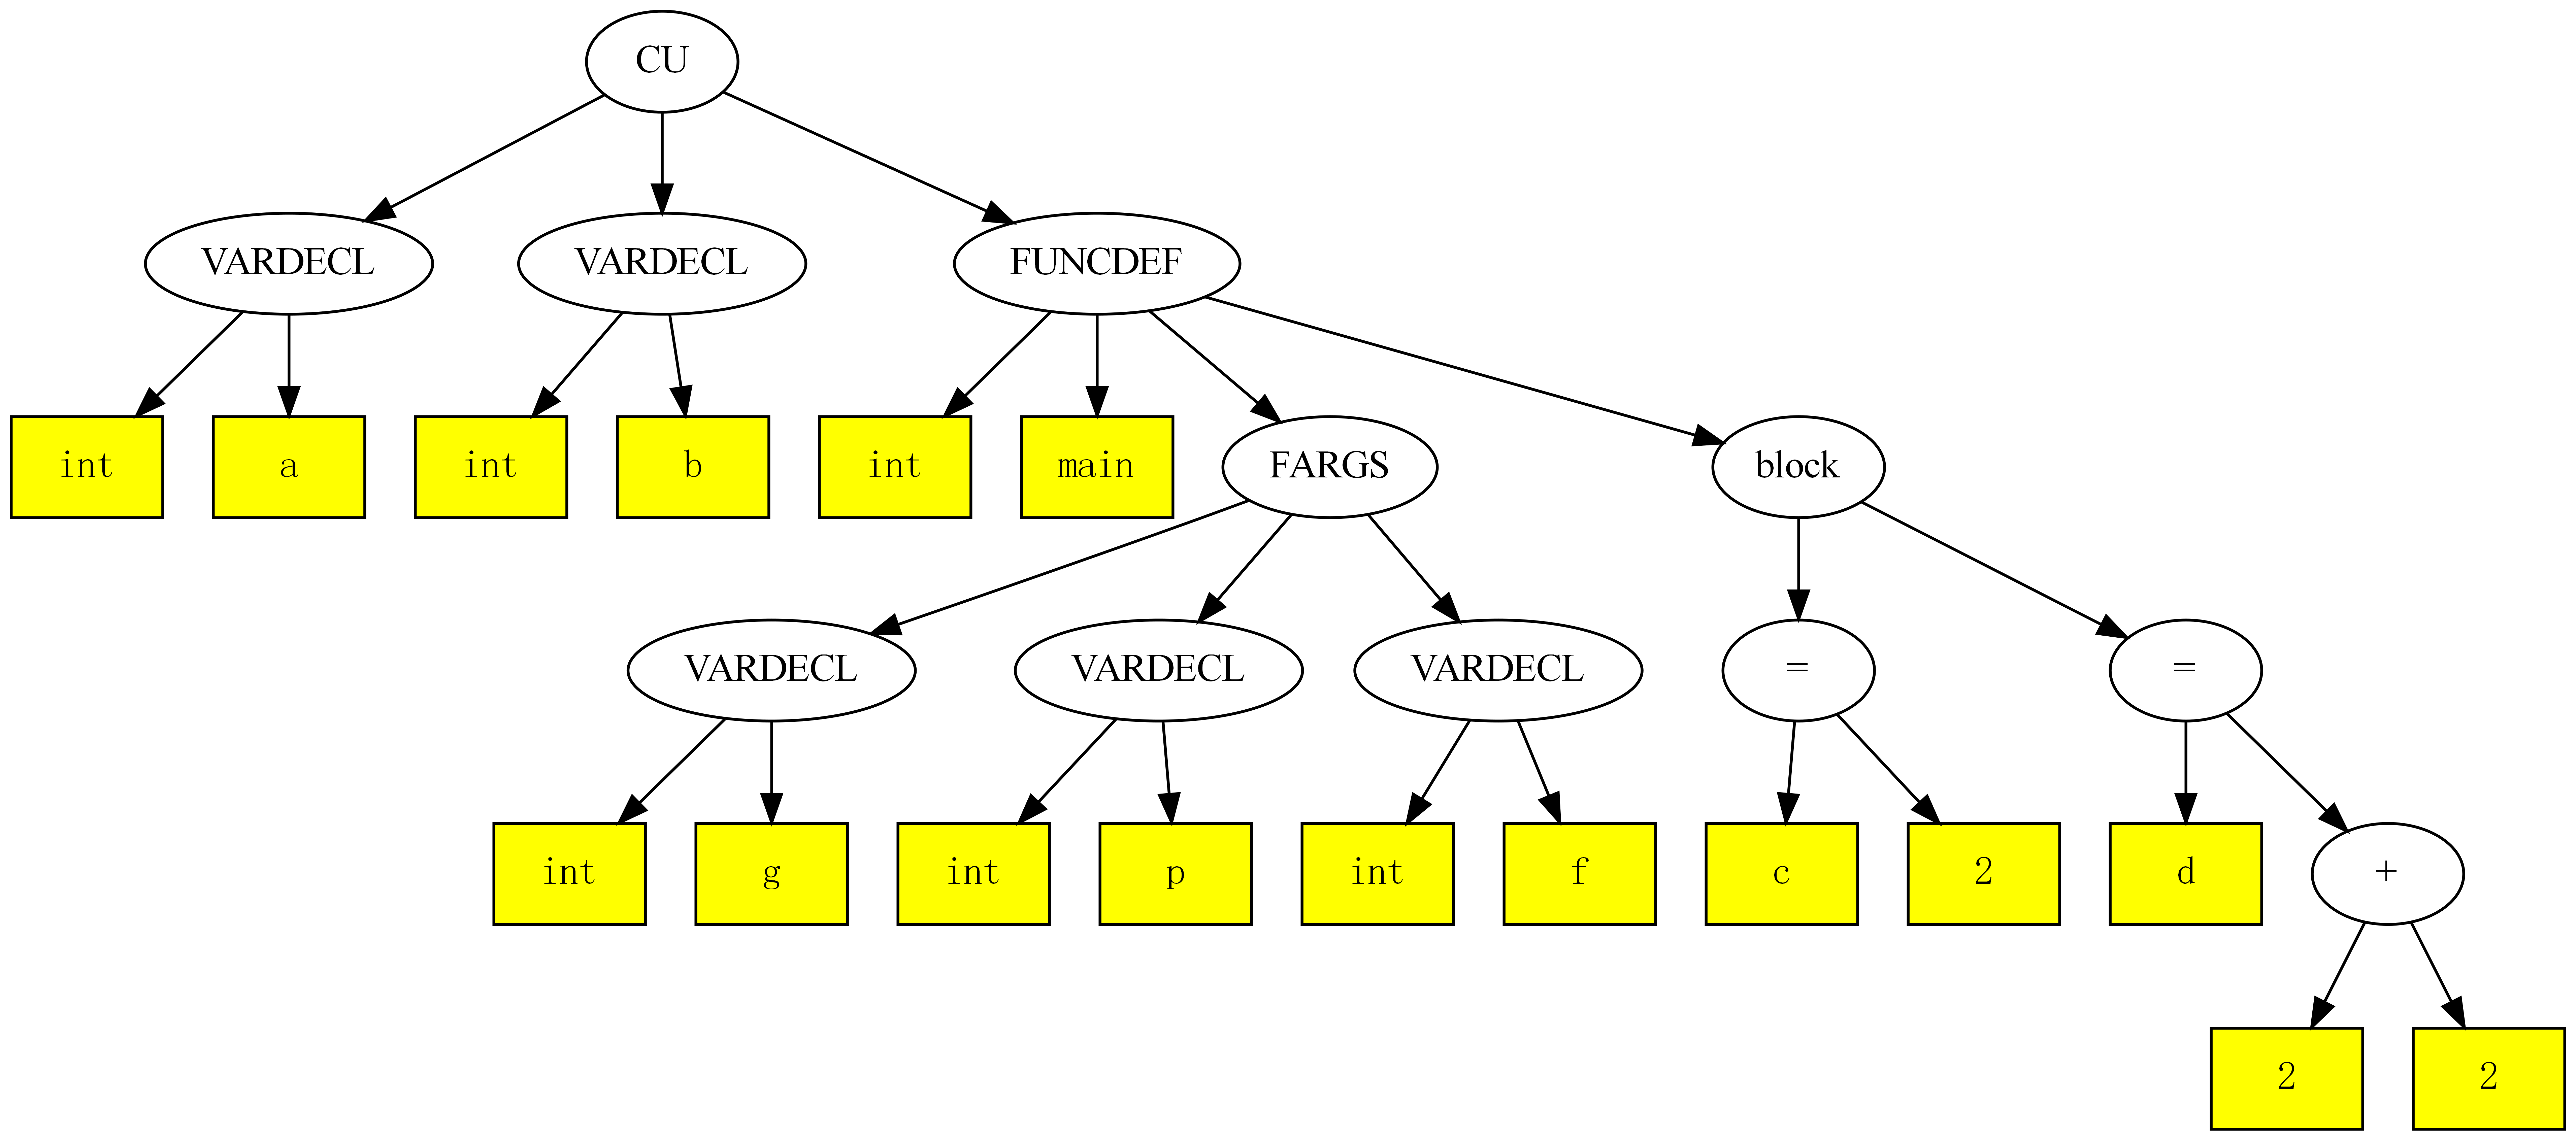 CU
VARDECL VARDECL FUNCDEF
int a int b int main FARGS block
VARDECL VARDECL VARDECL = =
int g int p int f c 2 d +
2 2